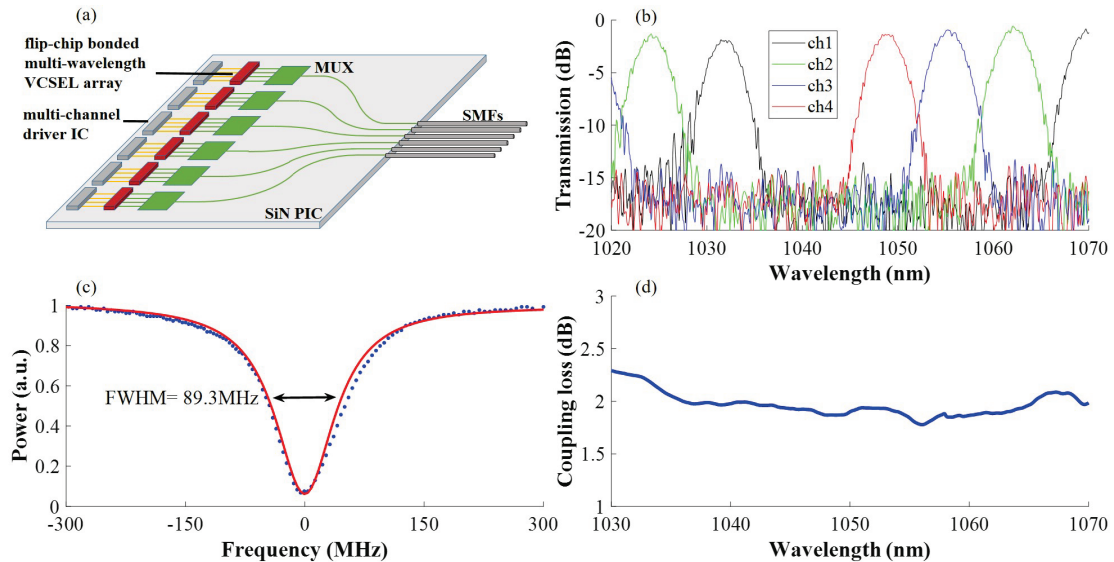 (a)
flip-chip bonded
multi-wavelength
VCSEL array
multi-channel
driver IC
MUX
SMFs
SiN PIC
(b)
Transmission (dB)
0
-5
-10
-15
-20
ch1
ch2
ch3
ch4
1020 1030 1040 1050 1060 1070
Wavelength (nm)
(c)
Power (a.u.)
1
0.8
0.6
0.4
0.2
0
FWHM= 89.3MHz
-300 -150 0 150 300
Frequency (MHz)
(d)
Coupling loss (dB)
3
2.5
2
1.5
1
1030 1040 1050 1060 1070
Wavelength (nm)